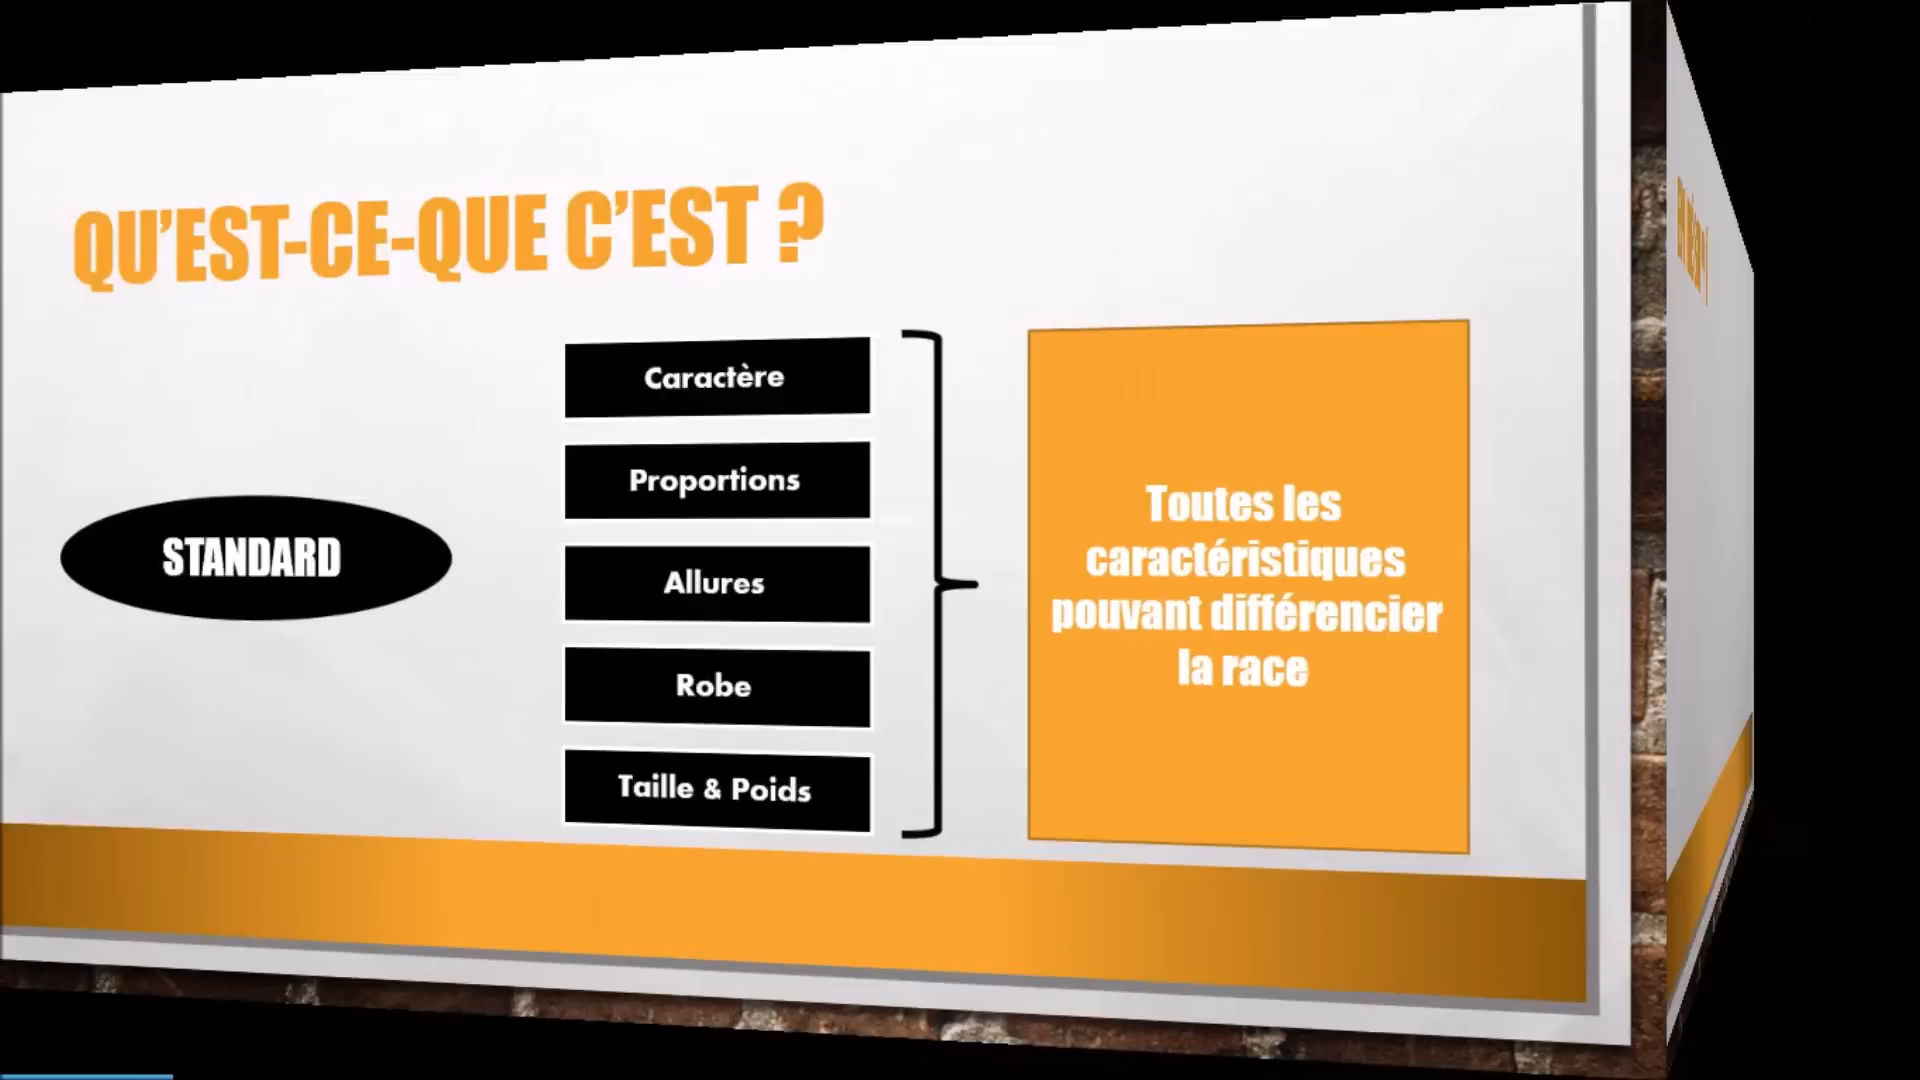 QU'EST-CE-QUE C'EST ?
STANDARD
Caractère
Proportions
Allures
Robe
Taille & Poids
Toutes les
caractéristiques
pouvant différencier
la race